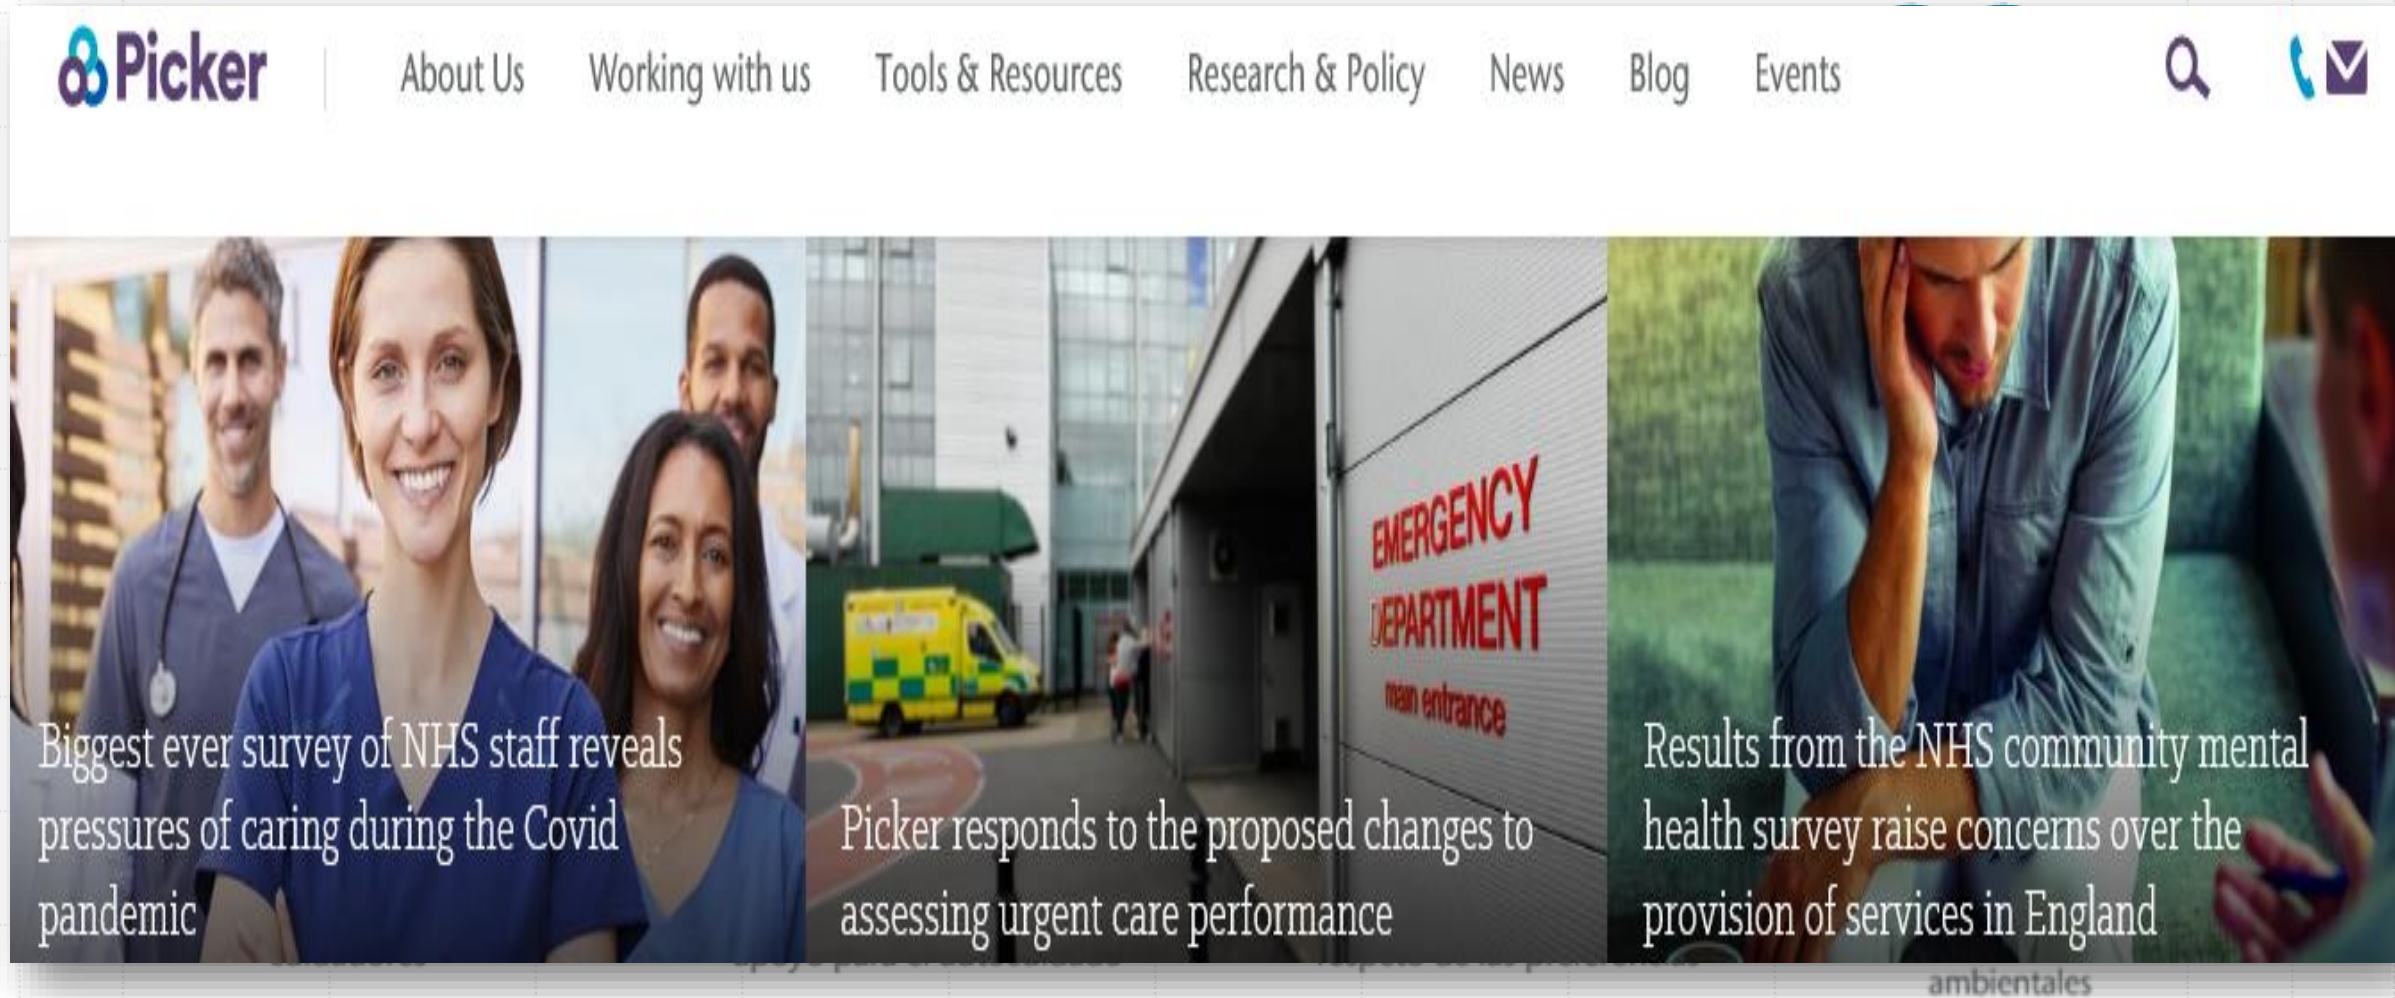 Picker
About Us Working with us Tools & Resources Research & Policy News Blog Events
EMERGENCY
DEPARTMENT
main entrance
Biggest ever survey of NHS staff reveals
pressures of caring during the Covid
pandemic
Picker responds to the proposed changes to
assessing urgent care performance
Results from the NHS community mental
health survey raise concerns over the
provision of services in England
ambientales